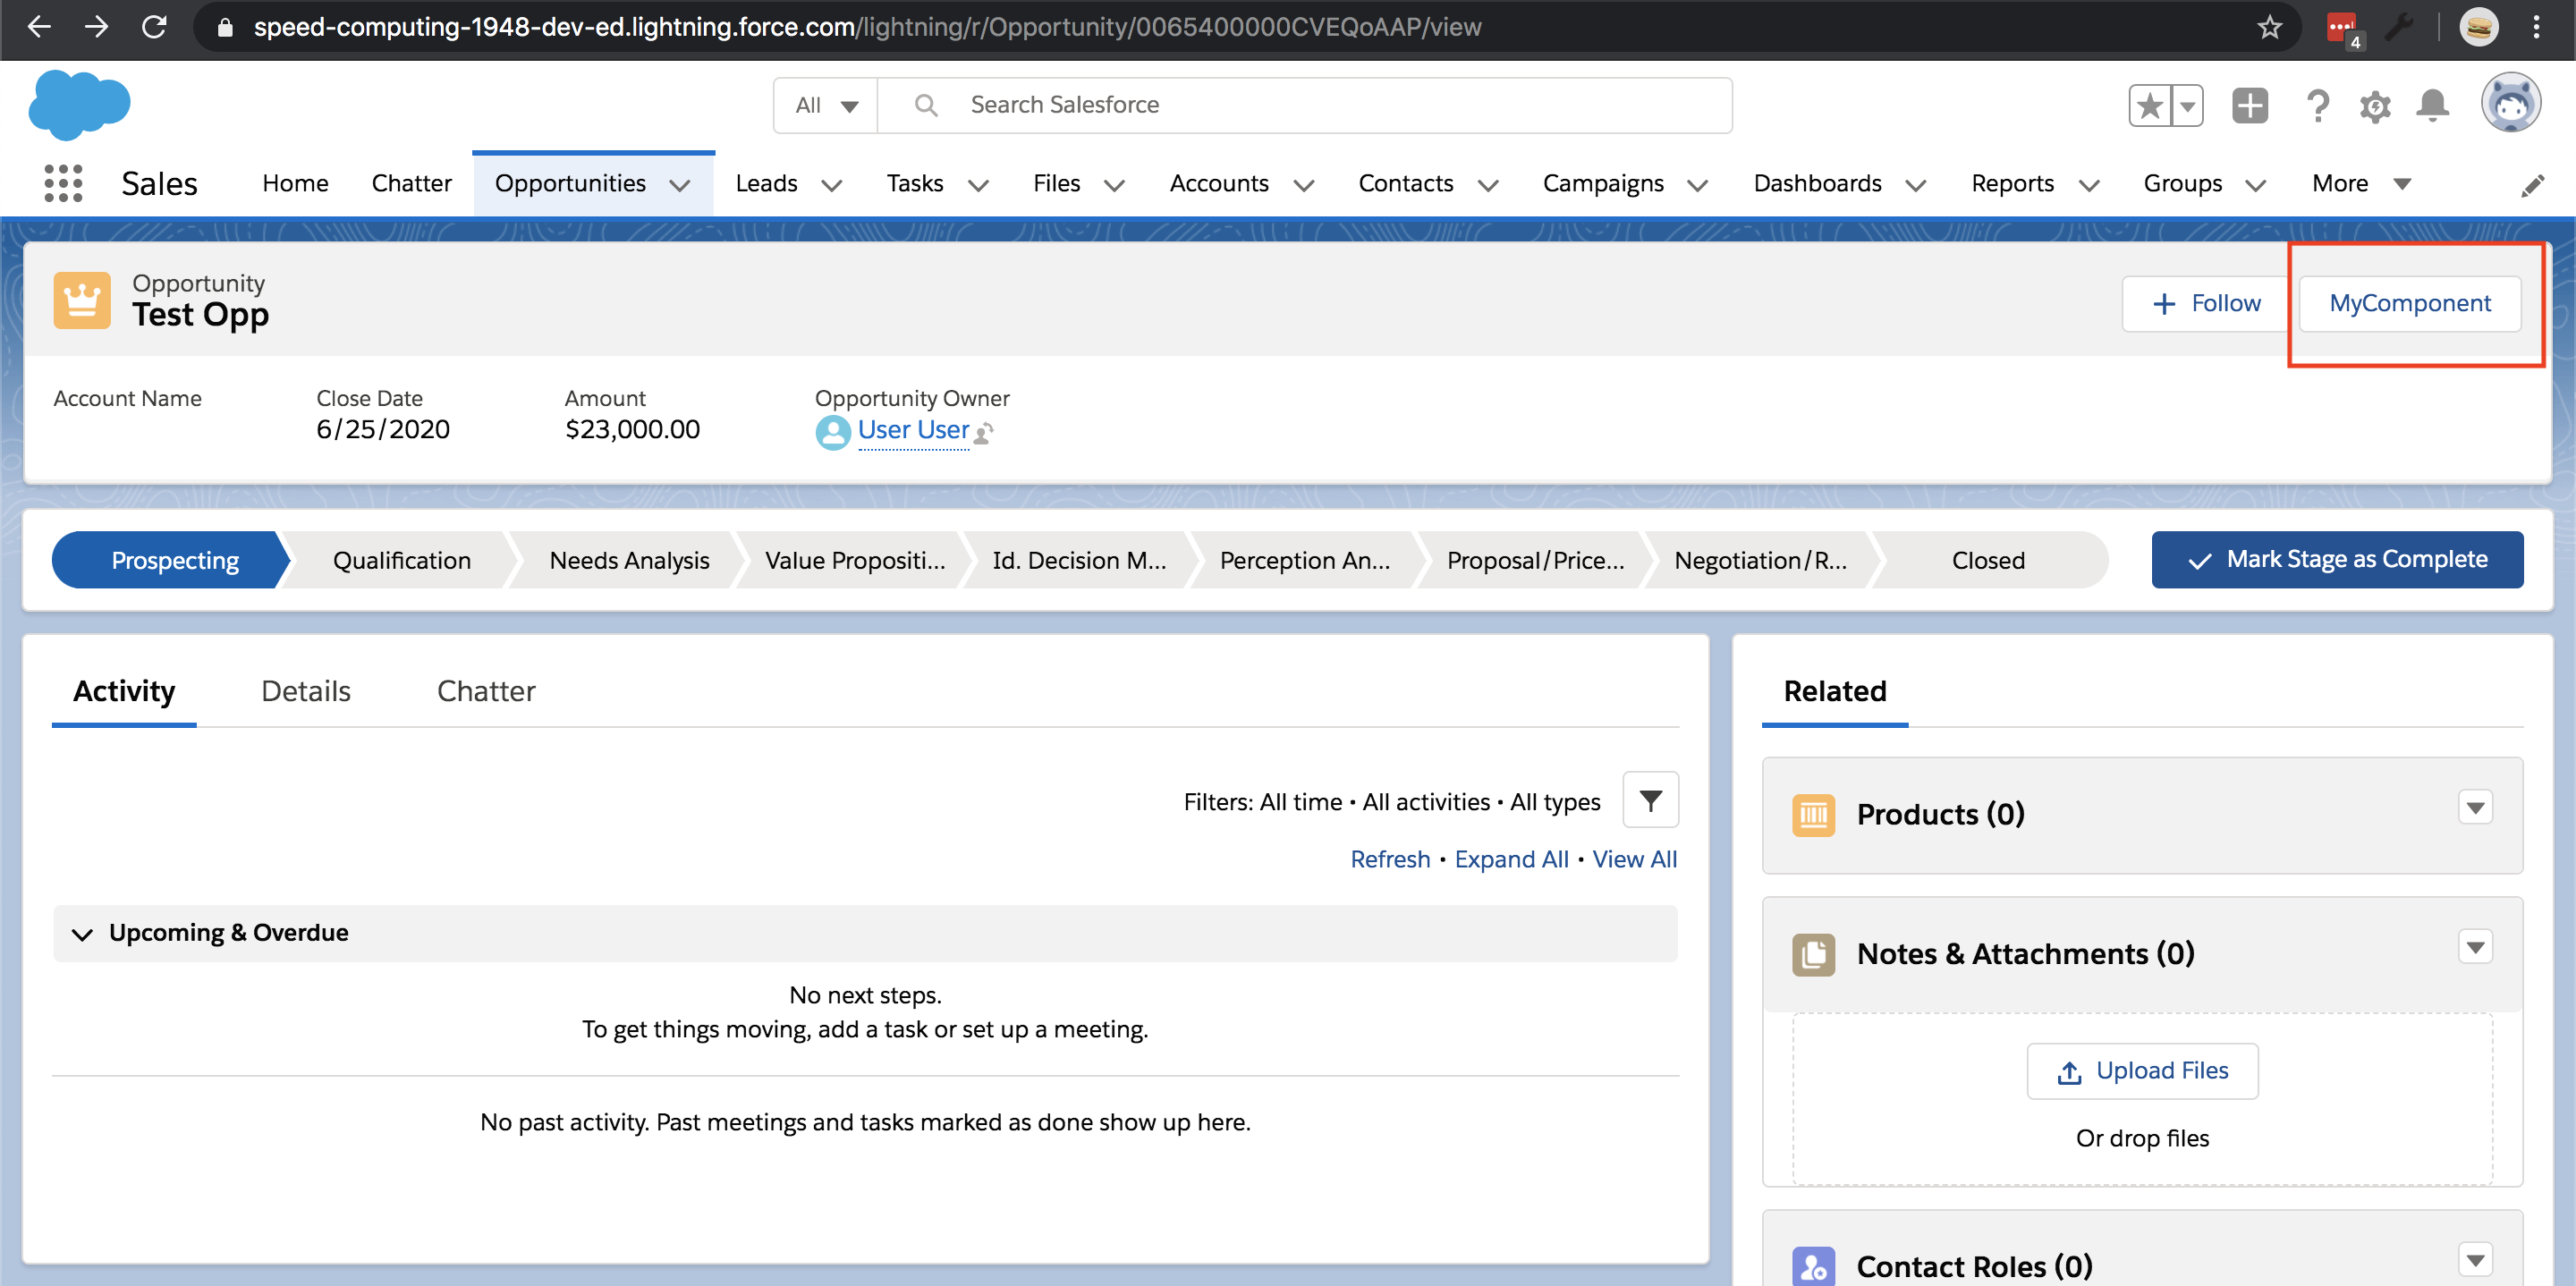 speed-computing-1948-dev-ed.lightning.force.com/lightning/r/Opportunity/0065400000CVEQoAAP/view
4
All
Search Salesforce
Sales
Home
Chatter
Opportunities
Leads
Tasks
Files
Accounts
Contacts
Campaigns
Dashboards
Reports
Groups
More
Opportunity
Test Opp
Follow
MyComponent
Account Name
Close Date
6/25/2020
Amount
$23,000.00
Opportunity Owner
User User
Prospecting
Qualification
Needs Analysis
Value Propositi...
Id. Decision M...
Perception An...
Proposal/Price...
Negotiation/R...
Closed
Mark Stage as Complete
Activity
Details
Chatter
Filters: All time • All activities • All types
Refresh • Expand All • View All
Upcoming & Overdue
No next steps.
To get things moving, add a task or set up a meeting.
No past activity. Past meetings and tasks marked as done show up here.
Related
Products (0)
Notes & Attachments (0)
Upload Files
Or drop files
Contact Roles (0)